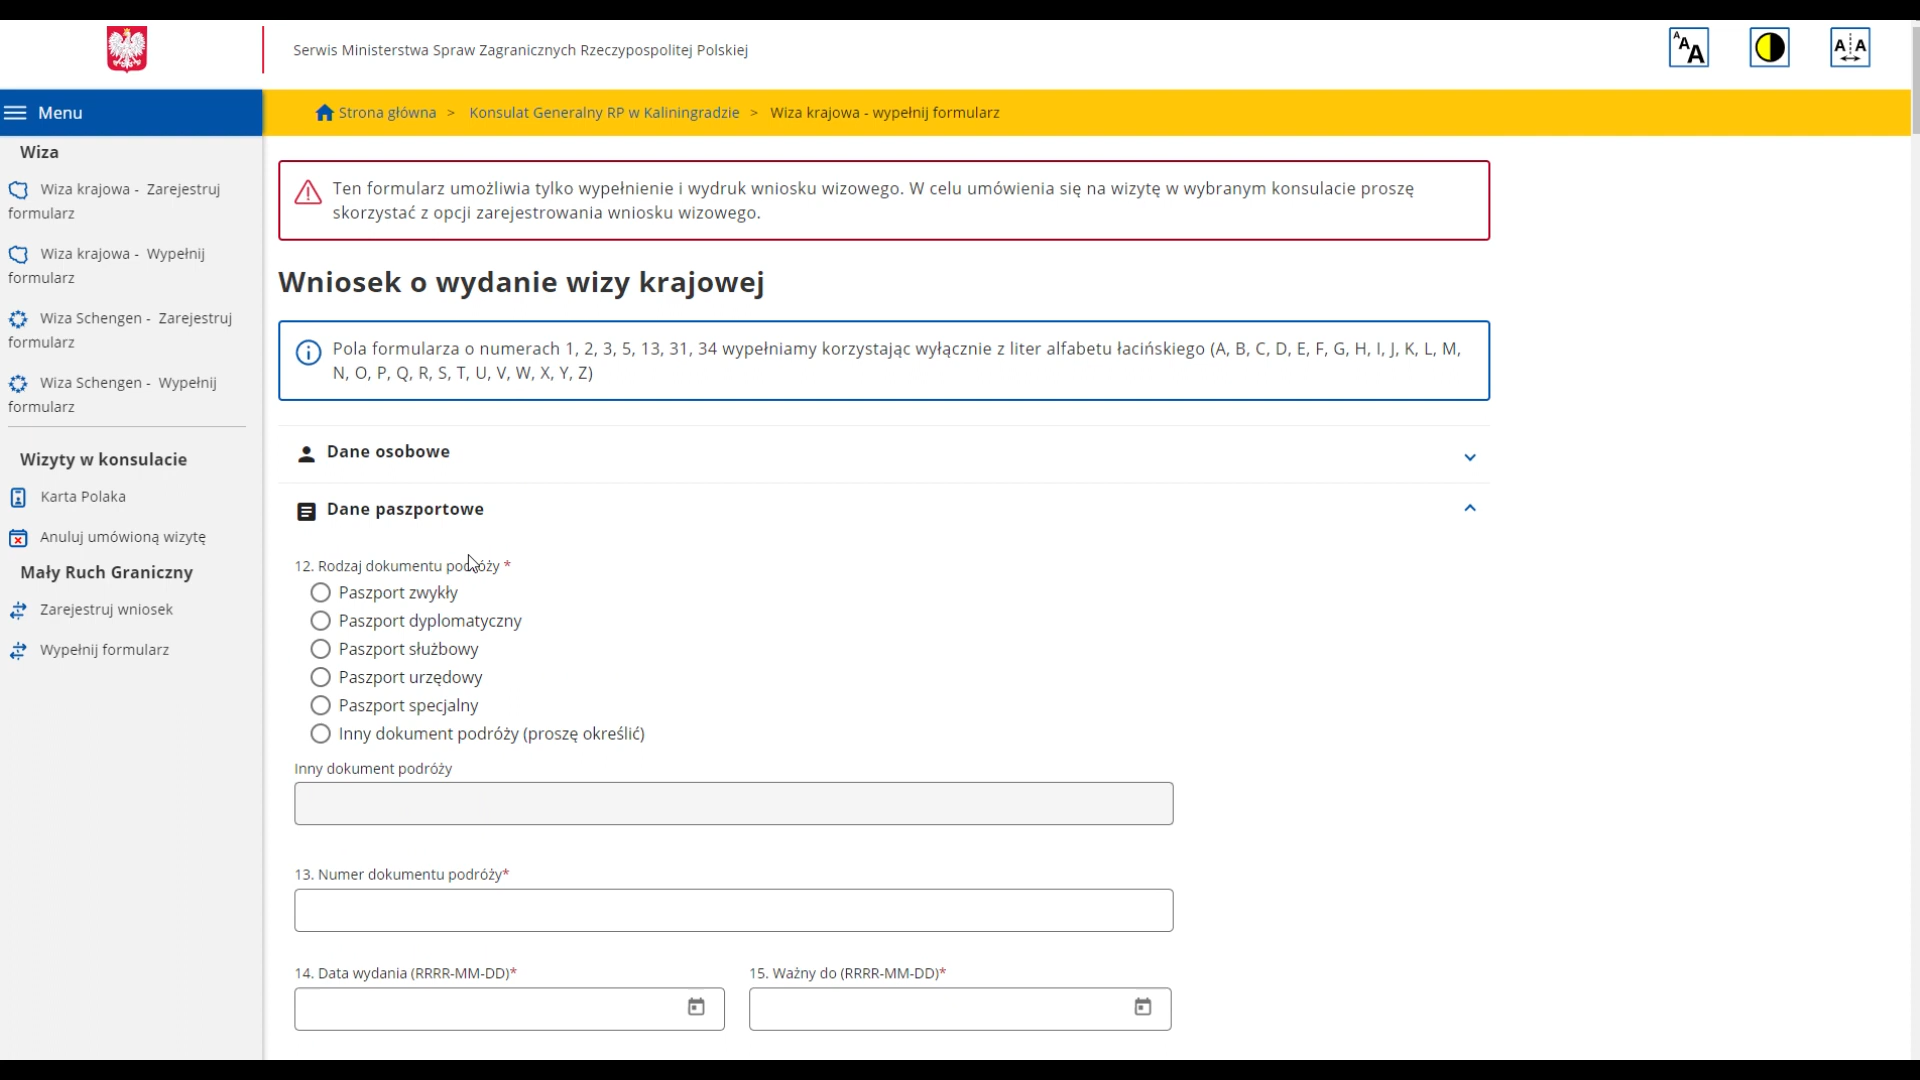 Serwis Ministerstwa Spraw Zagranicznych Rzeczypospolitej Polskiej
A A A
A A
Menu
Strona główna > Konsulat Generalny RP w Kaliningradzie > Wiza krajowa - wypełnij formularz
Wiza
Wiza krajowa - Zarejestruj
formularz
Wiza krajowa - Wypełnij
formularz
Wiza Schengen - Zarejestruj
formularz
Wiza Schengen - Wypełnij
formularz
Wizyty w konsulacie
Karta Polaka
Anuluj umówioną wizytę
Mały Ruch Graniczny
Zarejestruj wniosek
Wypełnij formularz
Ten formularz umożliwia tylko wypełnienie i wydruk wniosku wizowego. W celu umówienia się na wizytę w wybranym konsulacie proszę
skorzystać z opcji zarejestrowania wniosku wizowego.
Wniosek o wydanie wizy krajowej
Pola formularza o numerach 1, 2, 3, 5, 13, 31, 34 wypełniamy korzystając wyłącznie z liter alfabetu łacińskiego (A, B, C, D, E, F, G, H, I, J, K, L, M,
N, O, P, Q, R, S, T, U, V, W, X, Y, Z)
Dane osobowe
Dane paszportowe
12. Rodzaj dokumentu podróży *
Paszport zwykły
Paszport dyplomatyczny
Paszport służbowy
Paszport urzędowy
Paszport specjalny
Inny dokument podróży (proszę określić)
Inny dokument podróży
13. Numer dokumentu podróży*
14. Data wydania (RRRR-MM-DD)*
15. Ważny do (RRRR-MM-DD)*